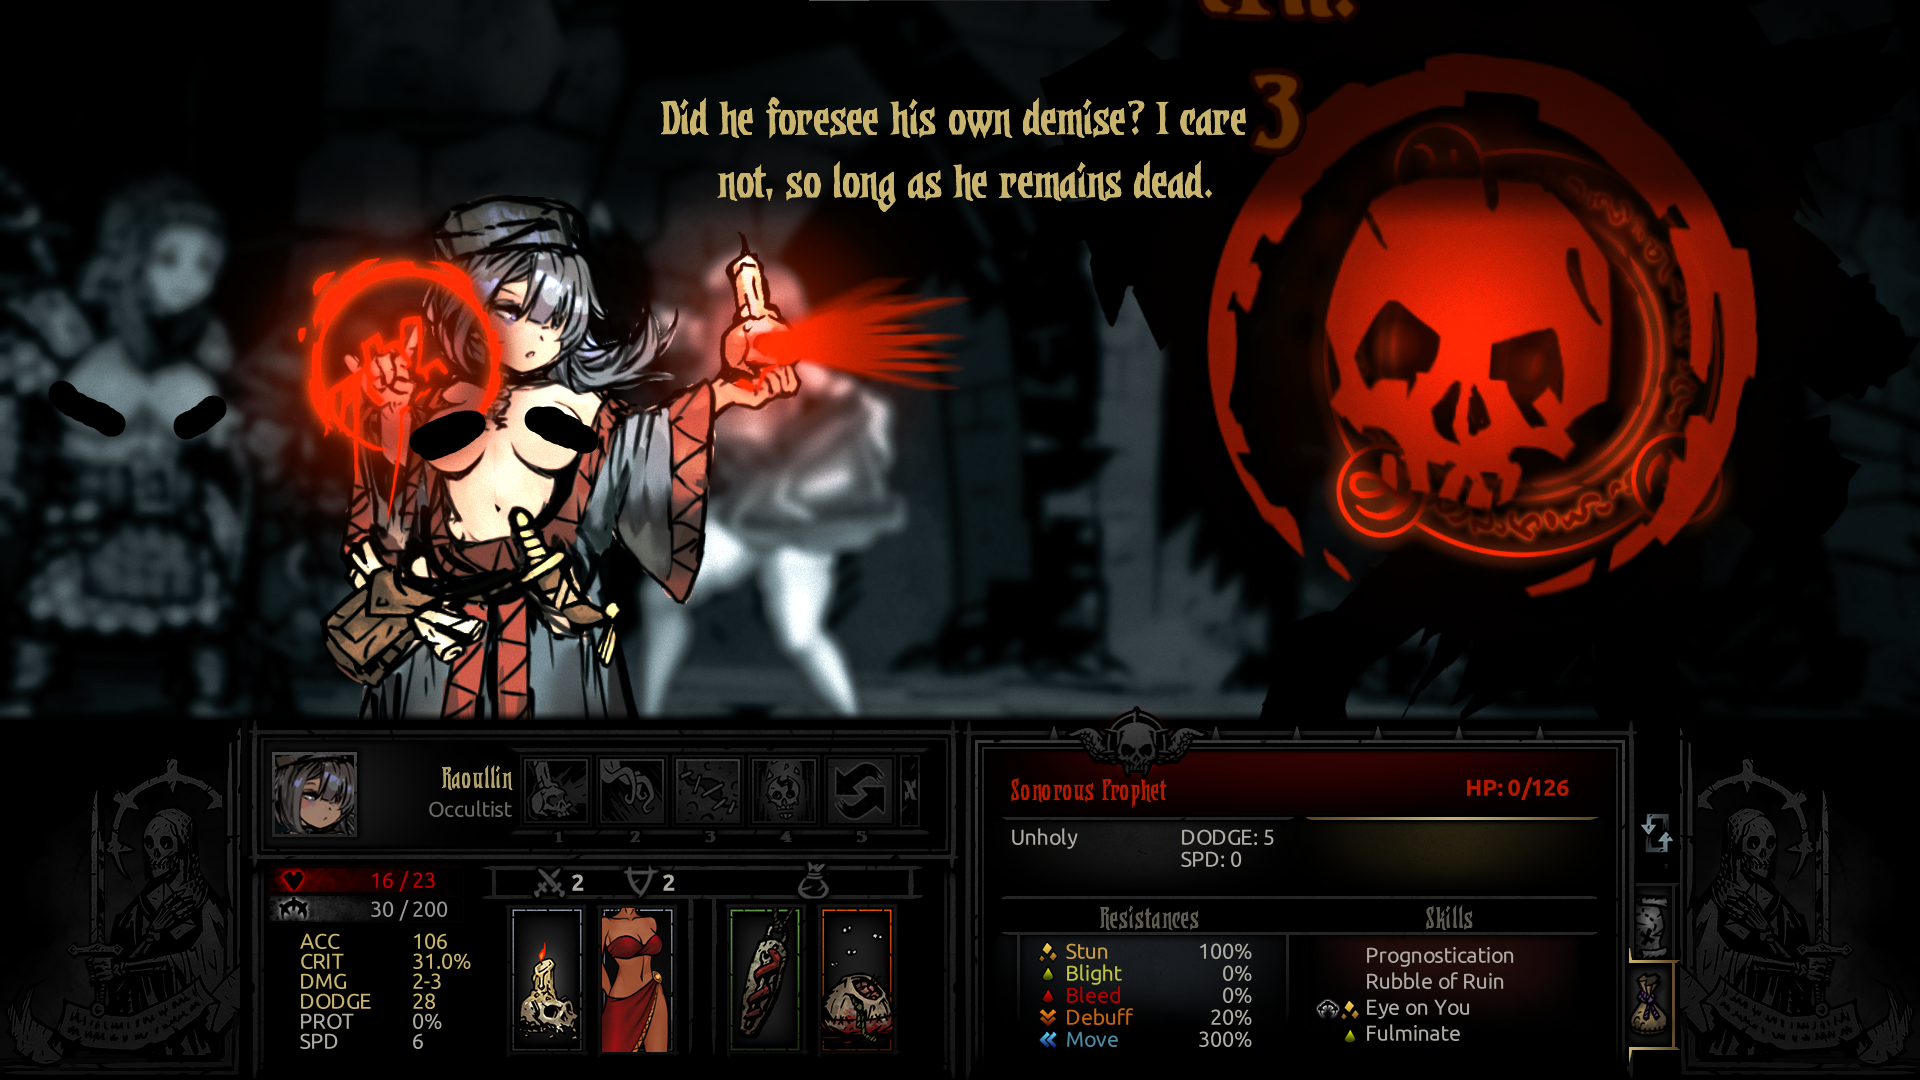 3
Did he foresee his own demise? I care
not, so long as he remains dead.
Raoullin
Occultist
1 2 3 4 5
16 / 23
30 / 200
2 2
ACC 106
CRIT 31.0%
DMG 2-3
DODGE 28
PROT 0%
SPD 6
Sonorous Prophet
HP: 0/126
Unholy
DODGE: 5
SPD: 0
Resistances
Stun 100%
Blight 0%
Bleed 0%
Debuff 20%
Move 300%
Skills
Prognostication
Rubble of Ruin
Eye on You
Fulminate